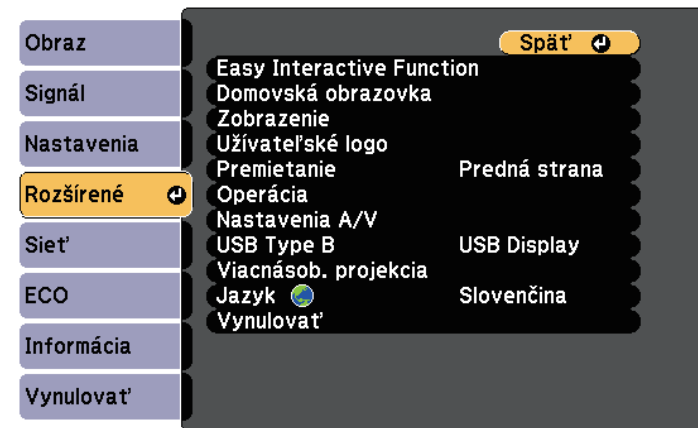 Obraz
Signál
Nastavenia
Rozšírené
Sieť
ECO
Informácia
Vynulovať
Späť
Easy Interactive Function
Domovská obrazovka
Zobrazenie
Užívateľské logo
Premietanie Predná strana
Operácia
Nastavenia A/V
USB Type B USB Display
Viacnásob. projekcia
Jazyk Slovenčina
Vynulovať